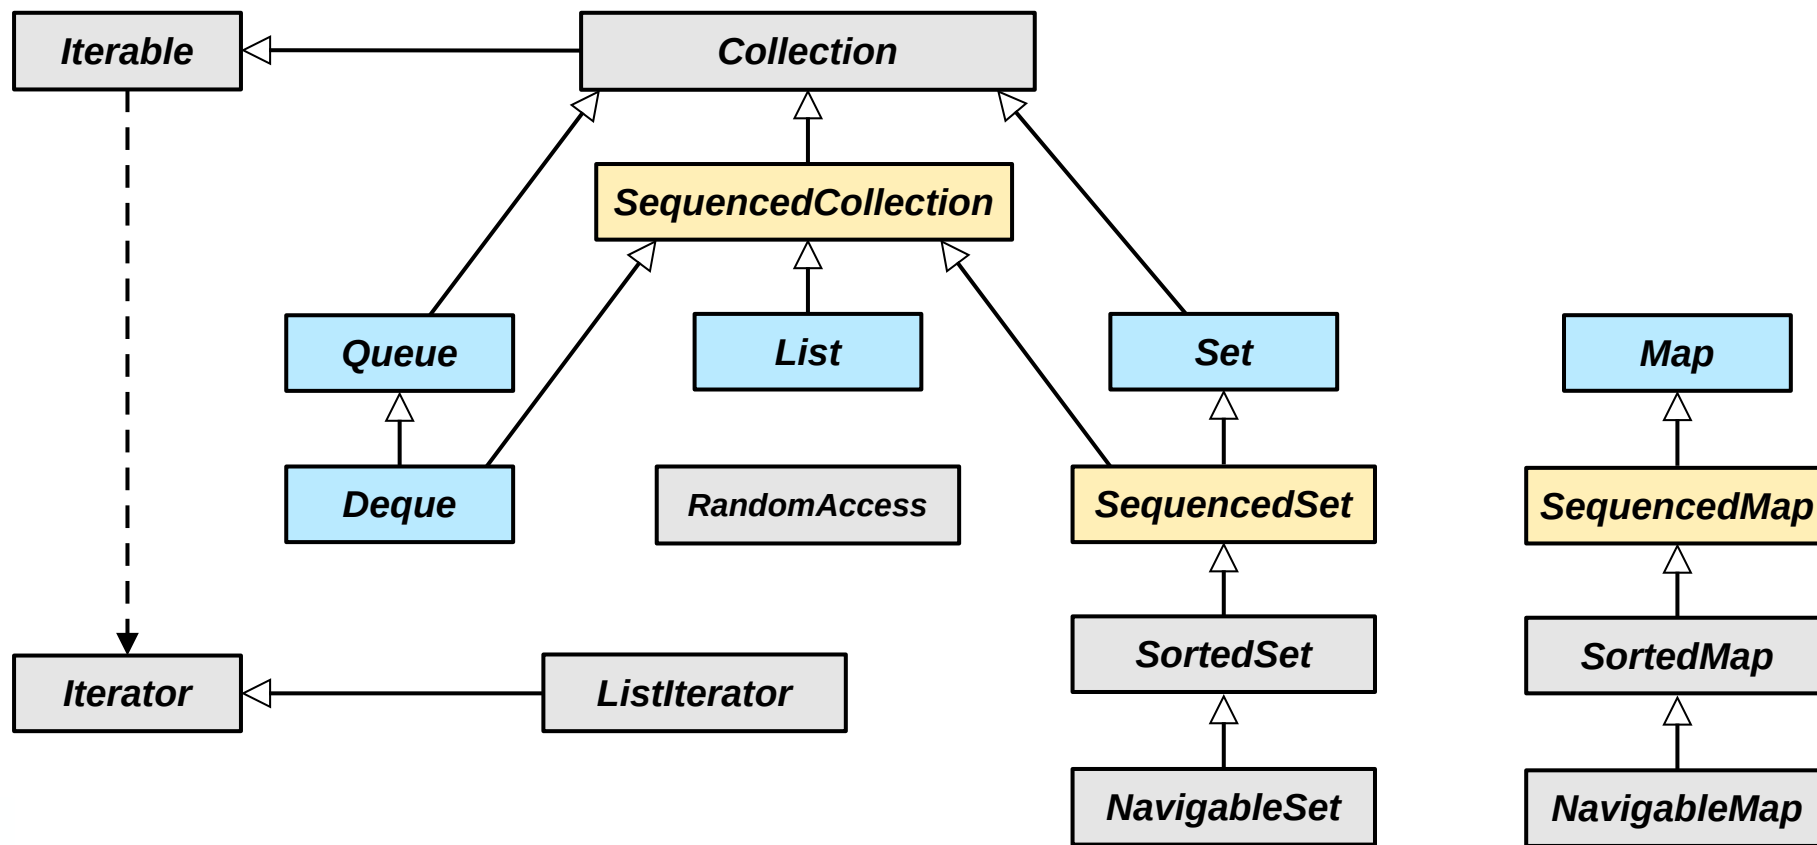 Iterable
Collection
SequencedCollection
Queue
List
Set
Map
Deque
RandomAccess
SequencedSet
SequencedMap
SortedSet
SortedMap
Iterator
ListIterator
NavigableSet
NavigableMap